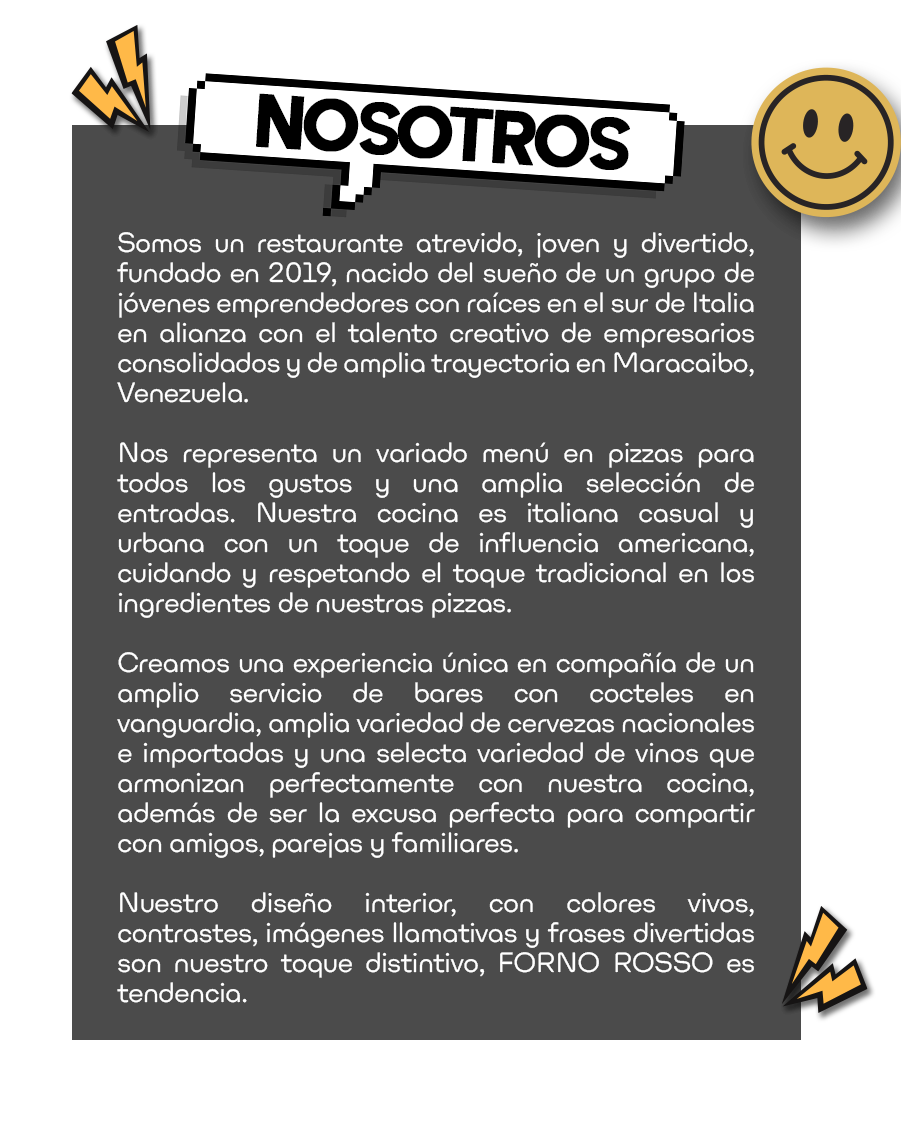 NOSOTROS
Somos un restaurante atrevido, joven y divertido,
fundado en 2019, nacido del sueño de un grupo de
jóvenes emprendedores con raíces en el sur de Italia
en alianza con el talento creativo de empresarios
consolidados y de amplia trayectoria en Maracaibo,
Venezuela.
Nos representa un variado menú en pizzas para
todos los gustos y una amplia selección de
entradas. Nuestra cocina es italiana casual y
urbana con un toque de influencia americana,
cuidando y respetando el toque tradicional en los
ingredientes de nuestras pizzas.
Creamos una experiencia única en compañía de un
amplio servicio de bares con cocteles en
vanguardia, amplia variedad de cervezas nacionales
e importadas y una selecta variedad de vinos que
armonizan perfectamente con nuestra cocina,
además de ser la excusa perfecta para compartir
con amigos, parejas y familiares.
Nuestro diseño interior, con colores vivos,
contrastes, imágenes llamativas y frases divertidas
son nuestro toque distintivo, FORNO ROSSO es
tendencia.